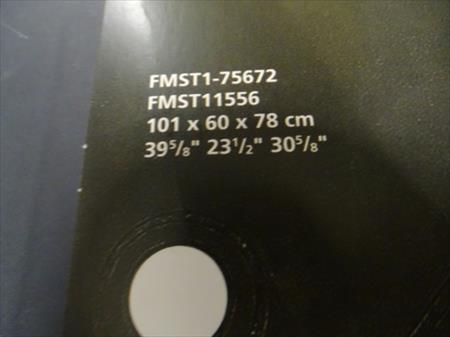 FMST1-75672
FMST11556
101 x 60 x 78 cm
39⁵/₈" 23¹/₂" 30⁵/₈"